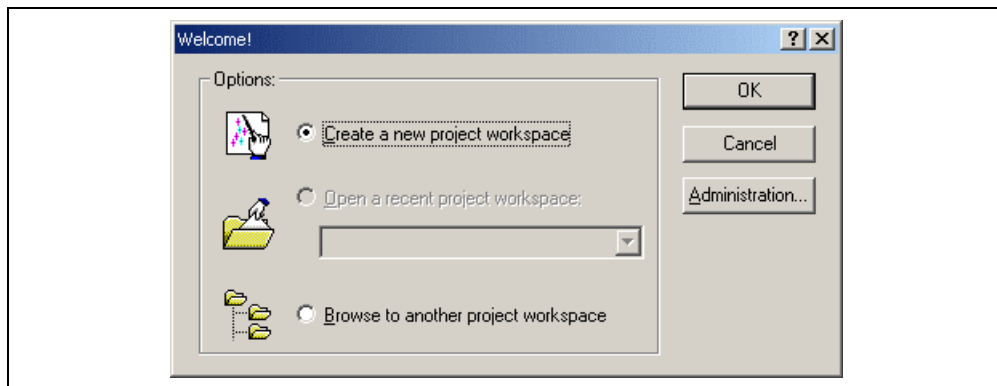 Welcome!
Options:
Create a new project workspace
Open a recent project workspace:
Browse to another project workspace
OK
Cancel
Administration...